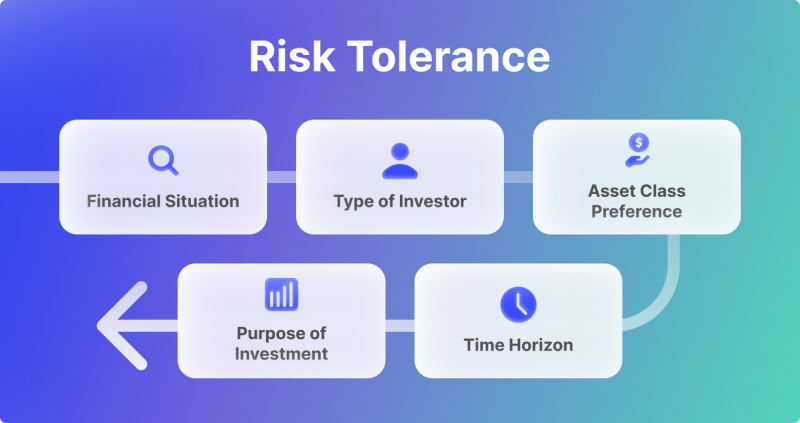 Risk Tolerance
Financial Situation
Type of Investor
Asset Class
Preference
Time Horizon
Purpose of
Investment